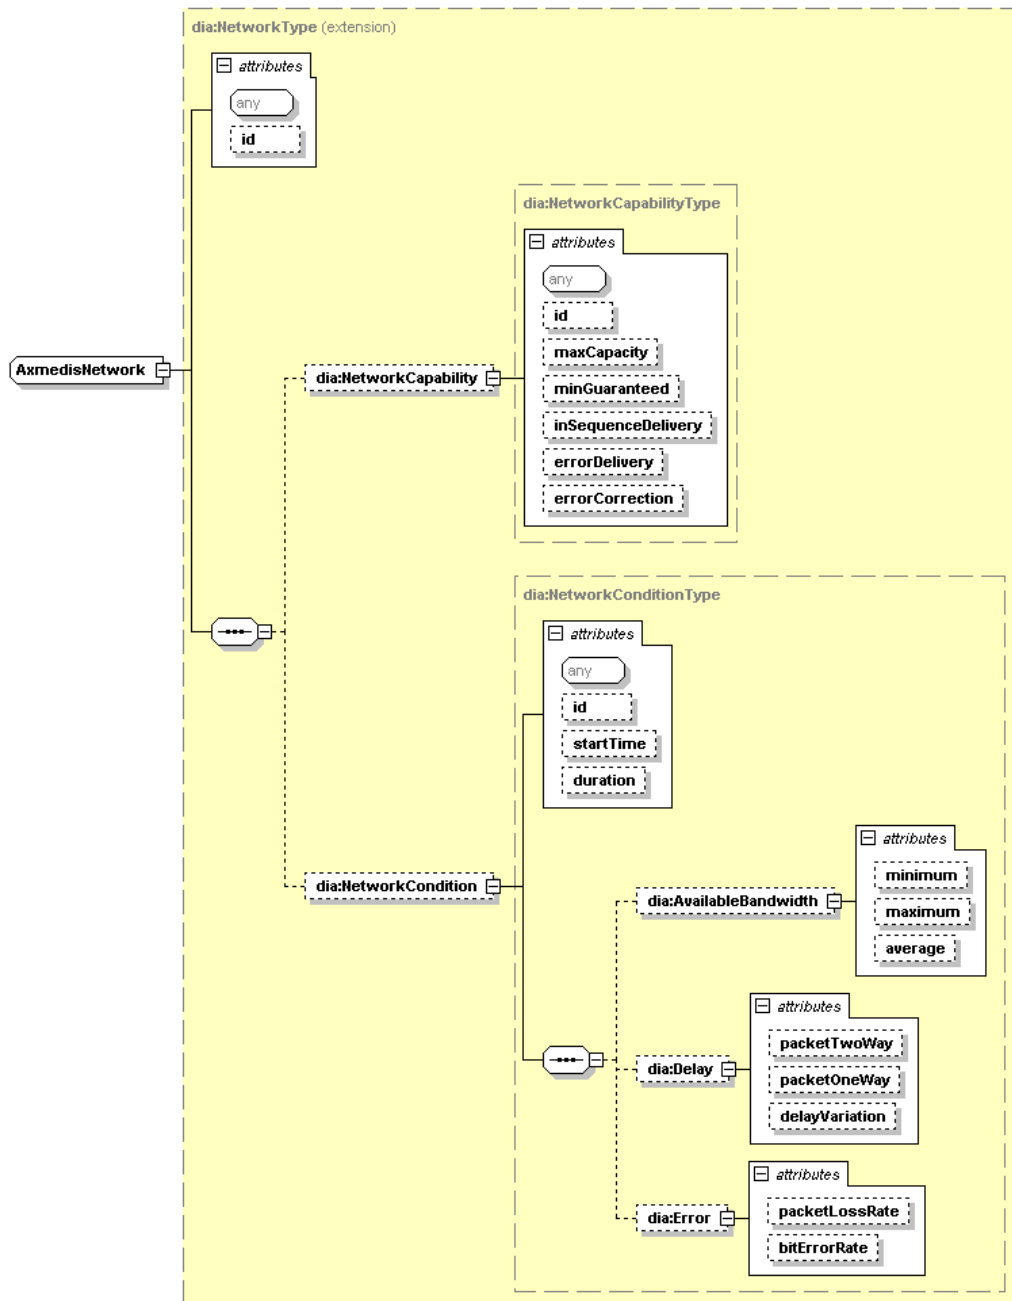 dia:NetworkType (extension)
attributes
any
id
AxmedisNetwork
dia:NetworkCapability
dia:NetworkCapabilityType
attributes
any
id
maxCapacity
minGuaranteed
inSequenceDelivery
errorDelivery
errorCorrection
dia:NetworkCondition
dia:NetworkConditionType
attributes
any
id
startTime
duration
dia:AvailableBandwidth
attributes
minimum
maximum
average
dia:Delay
attributes
packetTwoWay
packetOneWay
delayVariation
dia:Error
attributes
packetLossRate
bitErrorRate